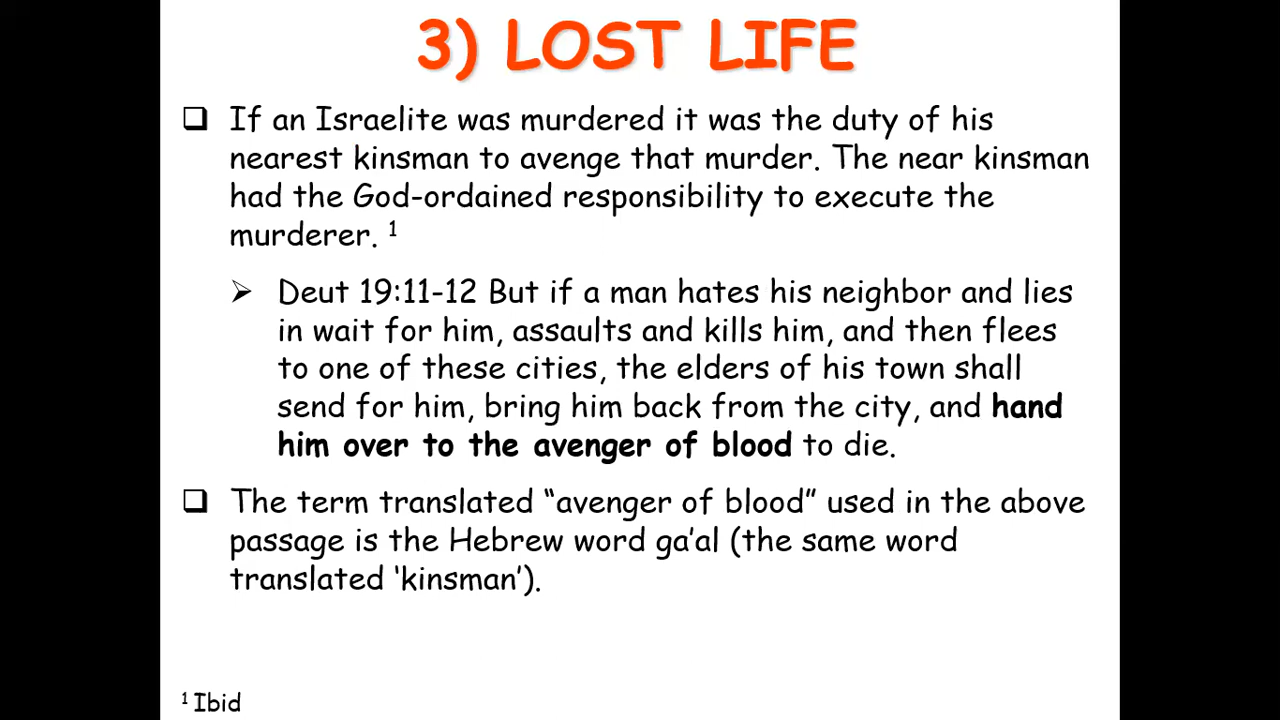 3) LOST LIFE
❑ If an Israelite was murdered it was the duty of his
nearest kinsman to avenge that murder. The near kinsman
had the God-ordained responsibility to execute the
murderer. ¹
➢ Deut 19:11-12 But if a man hates his neighbor and lies
in wait for him, assaults and kills him, and then flees
to one of these cities, the elders of his town shall
send for him, bring him back from the city, and hand
him over to the avenger of blood to die.
❑ The term translated “avenger of blood” used in the above
passage is the Hebrew word ga’al (the same word
translated ‘kinsman’).
¹ Ibid